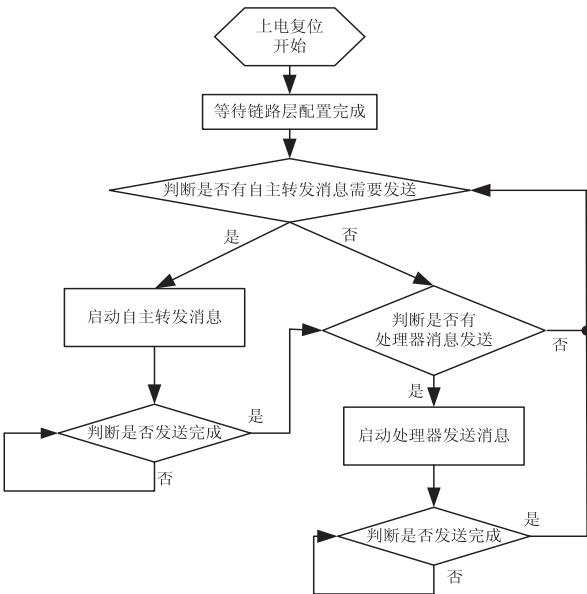 上电复位
开始
等待链路层配置完成
判断是否有自主转发消息需要发送
是
否
启动自主转发消息
判断是否有
处理器消息发送
否
是
是
判断是否发送完成
启动处理器发送消息
否
是
判断是否发送完成
否